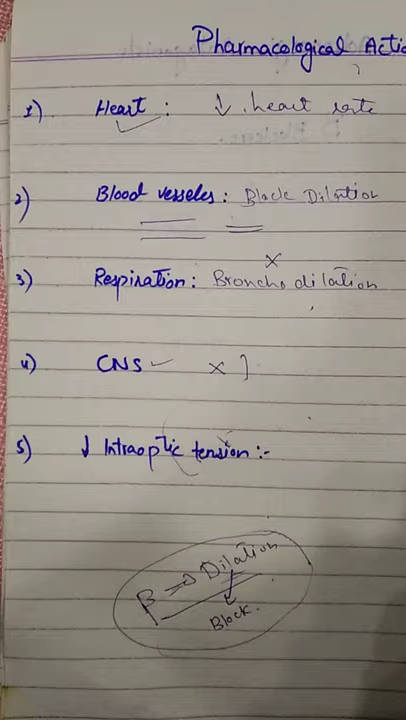 Pharmacological Actio
1) Heart : ↓ heart rate
2) Blood vesseles : Block Dilation
3) Respiration : Broncho dilation
4) CNS ✓ × ]
5) ↓ Intraoptic tension :-
β ⇒ Dilation
Block.